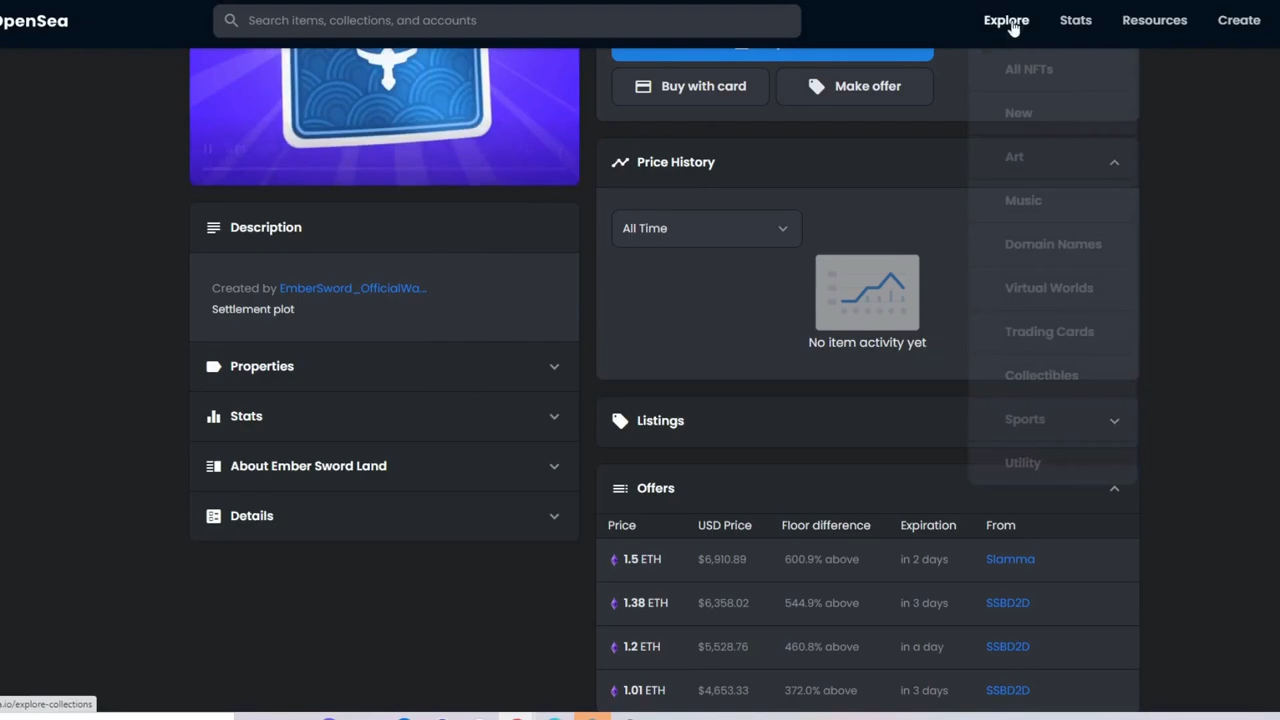 OpenSea
Search items, collections, and accounts
Explore
Stats
Resources
Create
All NFTs
New
Art
Music
Domain Names
Virtual Worlds
Trading Cards
Collectibles
Sports
Utility
Buy with card
Make offer
Price History
All Time
No item activity yet
Description
Created by EmberSword_OfficialWa...
Settlement plot
Properties
Stats
About Ember Sword Land
Details
Listings
Offers
Price USD Price Floor difference Expiration From
1.5 ETH $6,910.89 600.9% above in 2 days Slamma
1.38 ETH $6,358.02 544.9% above in 3 days SSBD2D
1.2 ETH $5,528.76 460.8% above in a day SSBD2D
1.01 ETH $4,653.33 372.0% above in 3 days SSBD2D
a.io/explore-collections